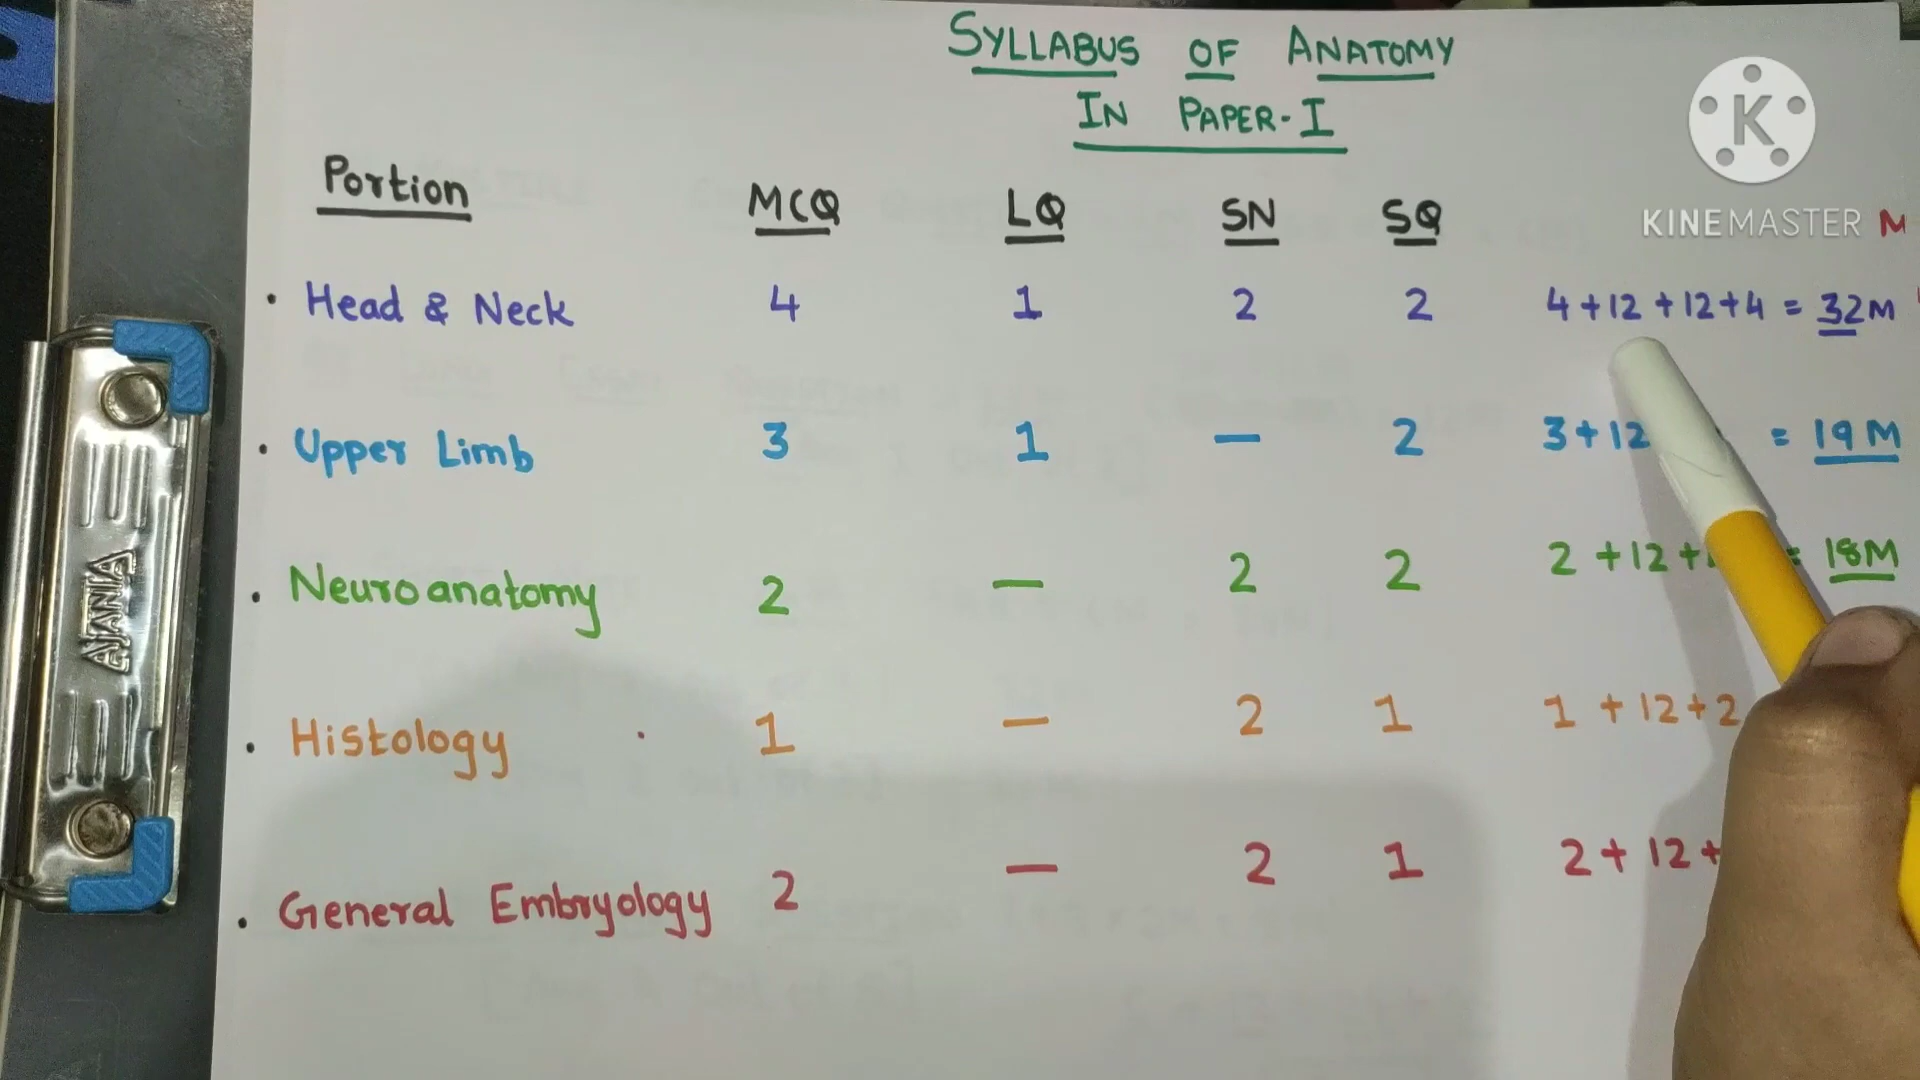 SYLLABUS OF ANATOMY
IN PAPER-I
K
KINEMASTER
Portion MCQ LQ SN SQ M
• Head & Neck 4 1 2 2 4+12+12+4 = 32M
• Upper Limb 3 1 — 2 3+12 = 19M
• Neuroanatomy 2 — 2 2 2+12+ = 18M
• Histology 1 — 2 1 1+12+2
• General Embryology 2 — 2 1 2+12+
AJANTA